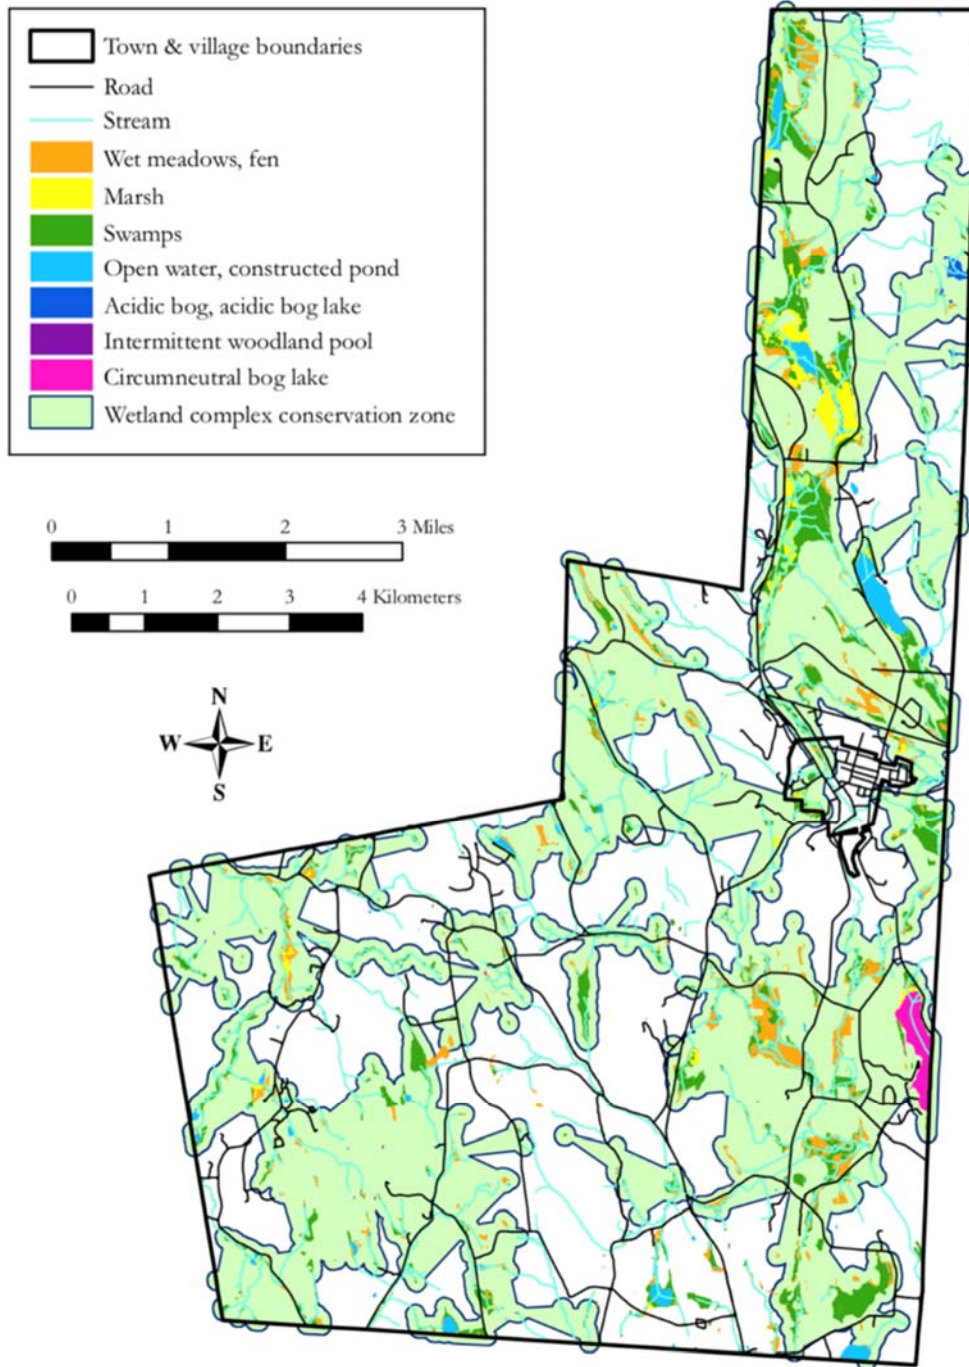 Town & village boundaries
Road
Stream
Wet meadows, fen
Marsh
Swamps
Open water, constructed pond
Acidic bog, acidic bog lake
Intermittent woodland pool
Circumneutral bog lake
Wetland complex conservation zone
0 1 2 3 Miles
0 1 2 3 4 Kilometers
N
W E
S